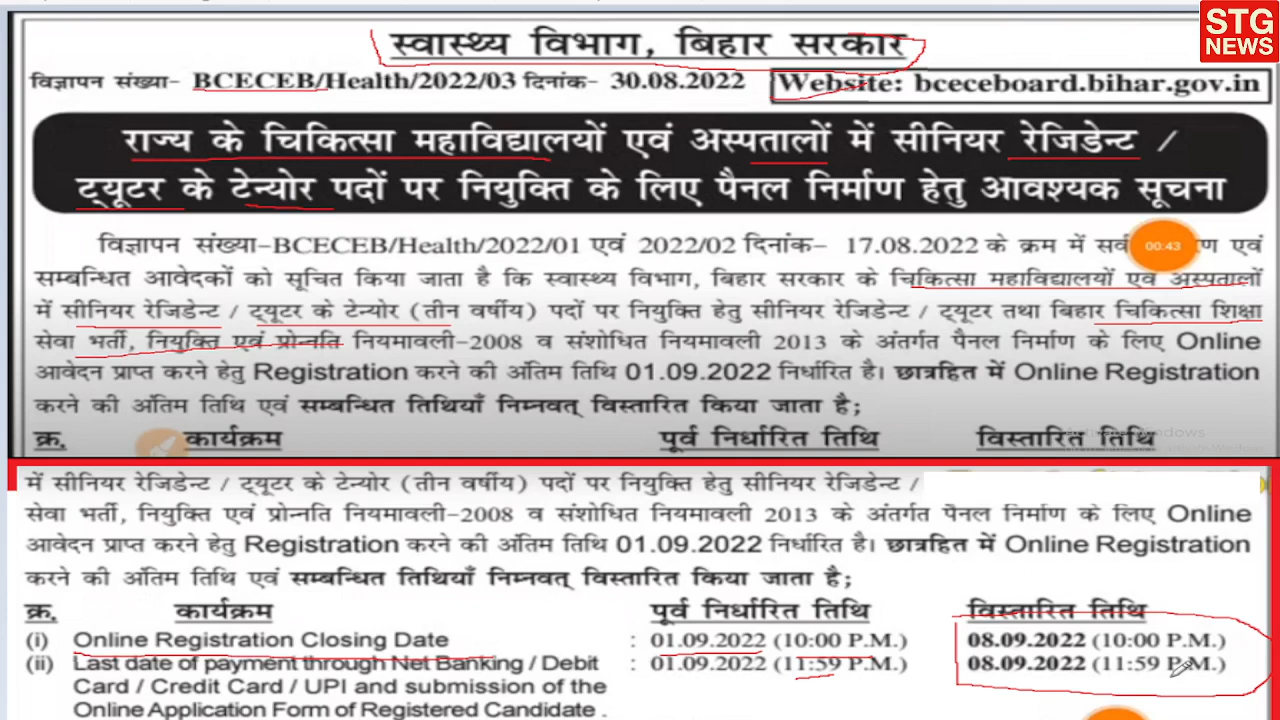 STG
NEWS
स्वास्थ्य विभाग, बिहार सरकार
विज्ञापन संख्या- BCECEB/Health/2022/03 दिनांक- 30.08.2022
Website: bceceboard.bihar.gov.in
राज्य के चिकित्सा महाविद्यालयों एवं अस्पतालों में सीनियर रेजिडेन्ट /
ट्यूटर के टेन्योर पदों पर नियुक्ति के लिए पैनल निर्माण हेतु आवश्यक सूचना
विज्ञापन संख्या-BCECEB/Health/2022/01 एवं 2022/02 दिनांक- 17.08.2022 के क्रम में एवं
00:43
सम्बन्धित आवेदकों को सूचित किया जाता है कि स्वास्थ्य विभाग, बिहार सरकार के चिकित्सा महाविद्यालयों एवं अस्पतालों
में सीनियर रेजिडेन्ट / ट्यूटर के टेन्योर (तीन वर्षीय) पदों पर नियुक्ति हेतु सीनियर रेजिडेन्ट / ट्यूटर तथा बिहार चिकित्सा शिक्षा
सेवा भर्ती, नियुक्ति एवं प्रोन्नति नियमावली-2008 व संशोधित नियमावली 2013 के अंतर्गत पैनल निर्माण के लिए Online
आवेदन प्राप्त करने हेतु Registration करने की अंतिम तिथि 01.09.2022 निर्धारित है। छात्रहित में Online Registration
करने की अंतिम तिथि एवं सम्बन्धित तिथियाँ निम्नवत् विस्तारित किया जाता है;
क्र. कार्यक्रम पूर्व निर्धारित तिथि विस्तारित तिथि
में सीनियर रेजिडेन्ट / ट्यूटर के टेन्योर (तीन वर्षीय) पदों पर नियुक्ति हेतु सीनियर रेजिडेन्ट /
सेवा भर्ती, नियुक्ति एवं प्रोन्नति नियमावली-2008 व संशोधित नियमावली 2013 के अंतर्गत पैनल निर्माण के लिए Online
आवेदन प्राप्त करने हेतु Registration करने की अंतिम तिथि 01.09.2022 निर्धारित है। छात्रहित में Online Registration
करने की अंतिम तिथि एवं सम्बन्धित तिथियाँ निम्नवत् विस्तारित किया जाता है;
क्र. कार्यक्रम पूर्व निर्धारित तिथि विस्तारित तिथि
(i) Online Registration Closing Date : 01.09.2022 (10:00 P.M.) 08.09.2022 (10:00 P.M.)
(ii) Last date of payment through Net Banking / Debit : 01.09.2022 (11:59 P.M.) 08.09.2022 (11:59 P.M.)
Card / Credit Card / UPI and submission of the
Online Application Form of Registered Candidate .